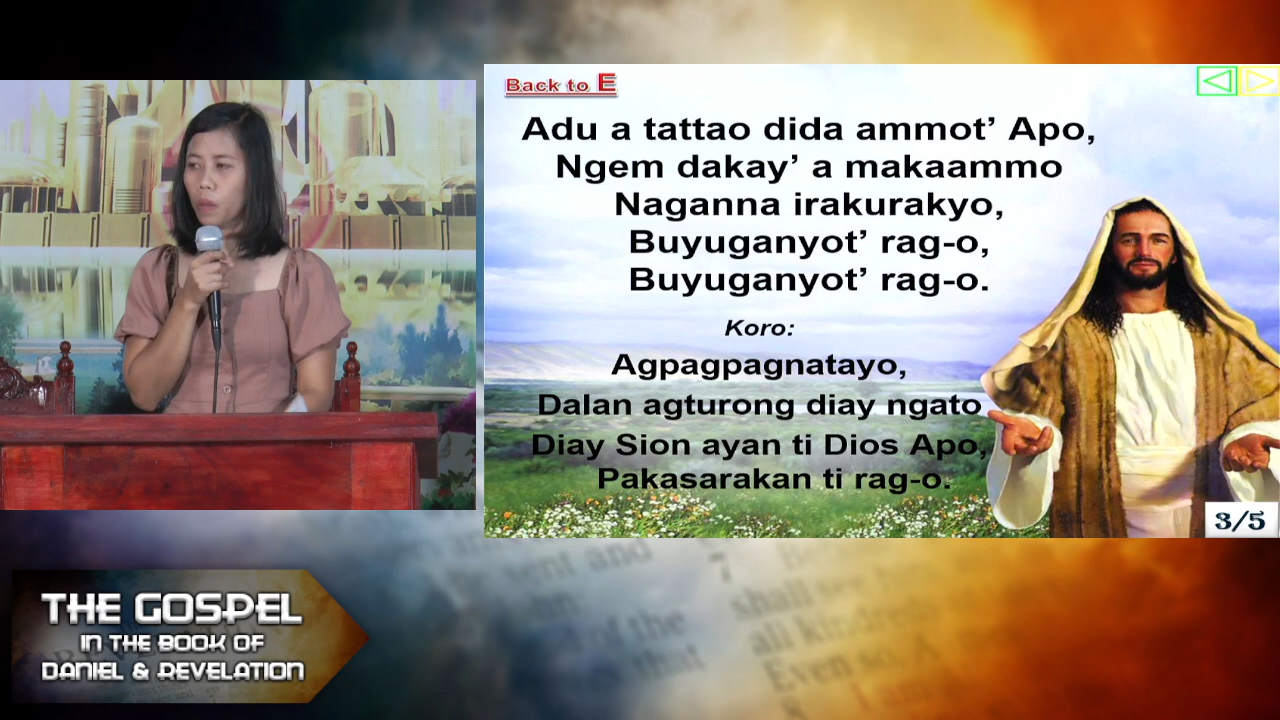 Back to E
Adu a tattao dida ammot’ Apo,
Ngem dakay’ a makaammo
Naganna irakurakyo,
Buyuganyot’ rag-o,
Buyuganyot’ rag-o.
Koro:
Agpagpagnatayo,
Dalan agturong diay ngato
Diay Sion ayan ti Dios Apo,
Pakasarakan ti rag-o.
3/5
THE GOSPEL
IN THE BOOK OF
DANIEL & REVELATION